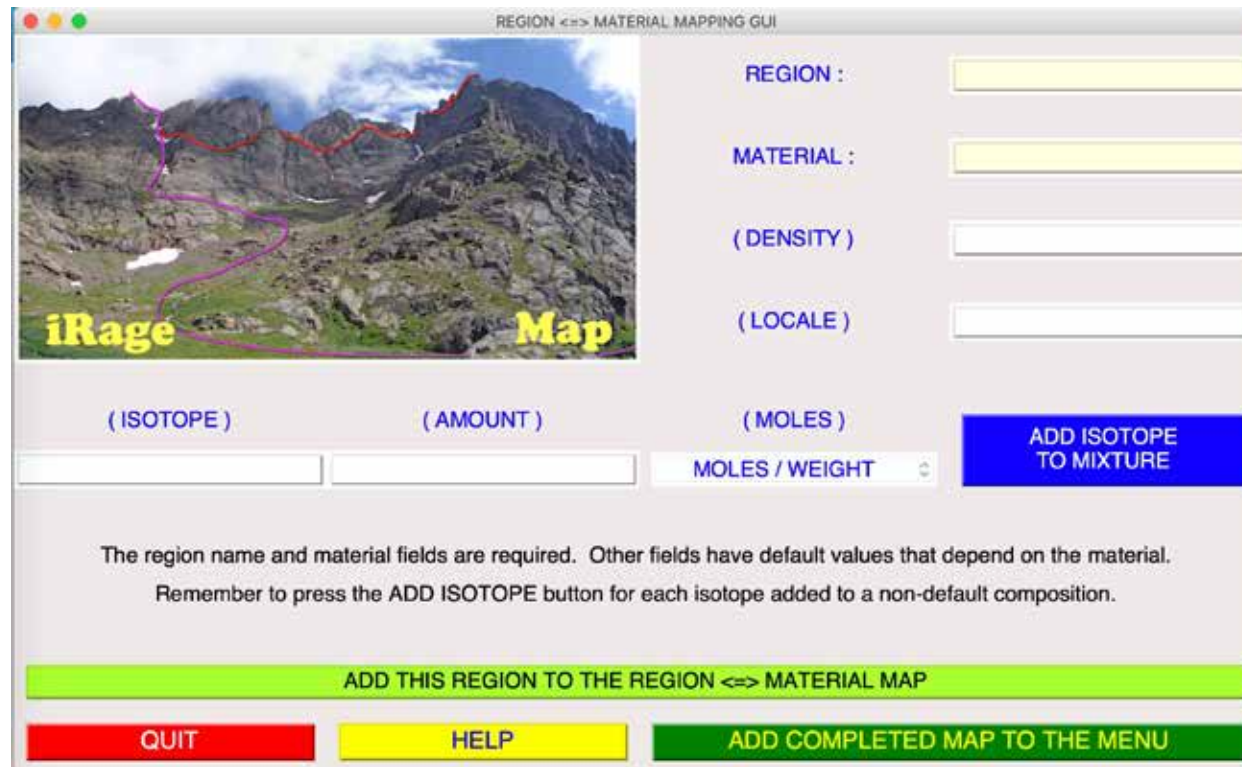 REGION <=> MATERIAL MAPPING GUI
REGION :
MATERIAL :
( DENSITY )
( LOCALE )
iRage Map
( ISOTOPE ) ( AMOUNT ) ( MOLES )
MOLES / WEIGHT
ADD ISOTOPE
TO MIXTURE
The region name and material fields are required. Other fields have default values that depend on the material.
Remember to press the ADD ISOTOPE button for each isotope added to a non-default composition.
ADD THIS REGION TO THE REGION <=> MATERIAL MAP
QUIT HELP ADD COMPLETED MAP TO THE MENU